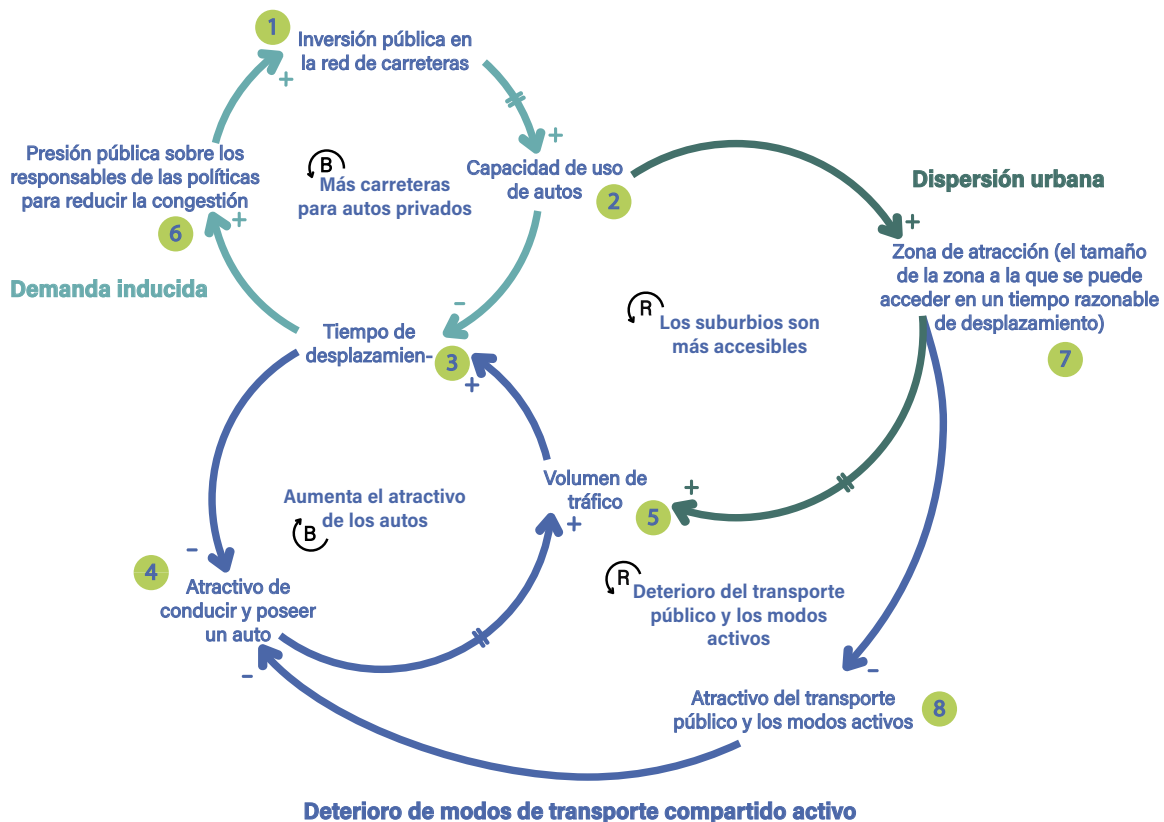 1
Inversión pública en
la red de carreteras
+
+
Presión pública sobre los
responsables de las políticas
para reducir la congestión
+
6
B
Más carreteras
para autos privados
Capacidad de uso
de autos
2
Dispersión urbana
+
Zona de atracción (el tamaño
de la zona a la que se puede
acceder en un tiempo razonable
de desplazamiento)
7
Demanda inducida
R
Los suburbios son
más accesibles
−
Tiempo de
desplazamien-
3
+
Volumen de
tráfico
5
+
+
Aumenta el atractivo
de los autos
B
−
4
Atractivo de
conducir y poseer
un auto
−
R
Deterioro del transporte
público y los modos
activos
−
Atractivo del transporte
público y los modos activos
8
Deterioro de modos de transporte compartido activo